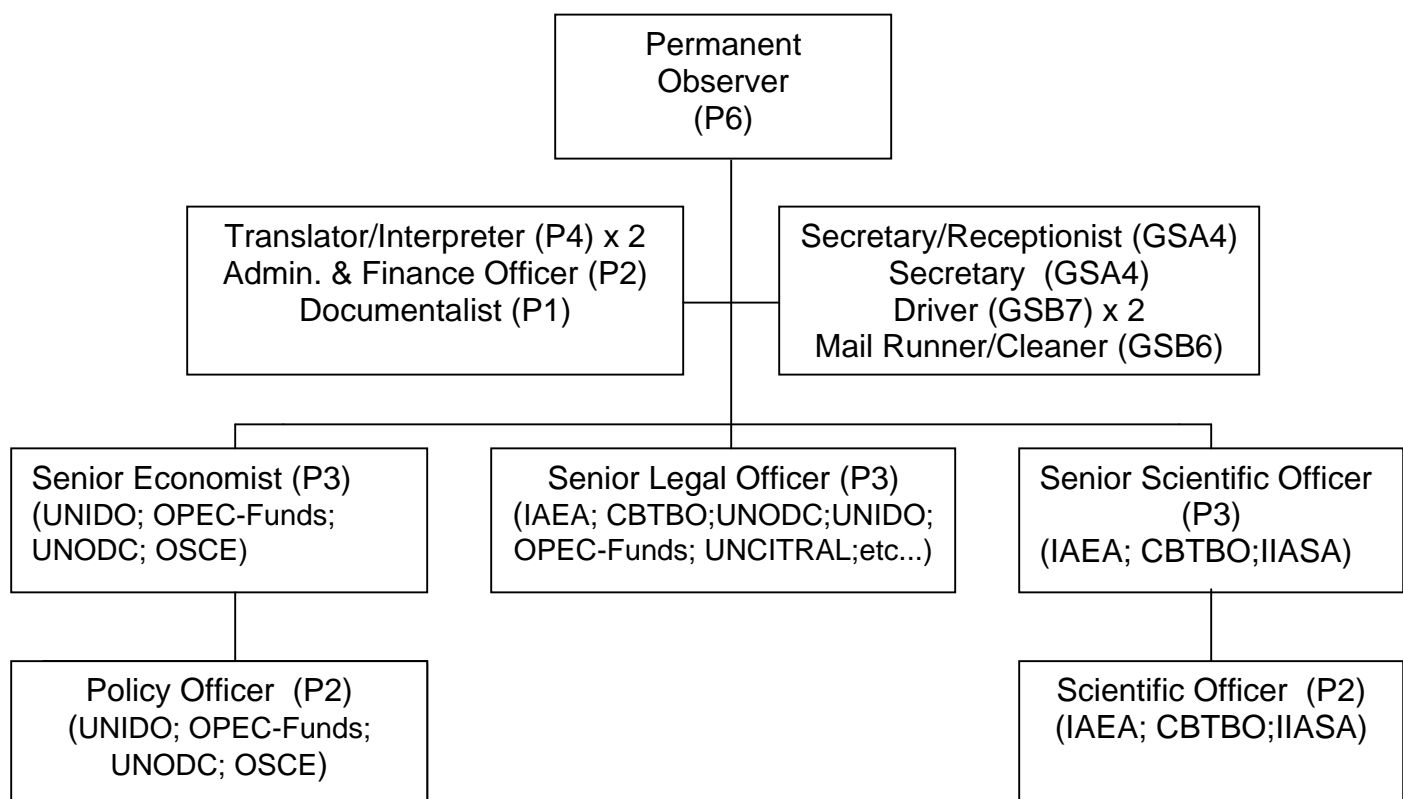 Permanent
Observer
(P6)
Translator/Interpreter (P4) x 2
Admin. & Finance Officer (P2)
Documentalist (P1)
Secretary/Receptionist (GSA4)
Secretary (GSA4)
Driver (GSB7) x 2
Mail Runner/Cleaner (GSB6)
Senior Economist (P3)
(UNIDO; OPEC-Funds;
UNODC; OSCE)
Senior Legal Officer (P3)
(IAEA; CBTBO;UNODC;UNIDO;
OPEC-Funds; UNCITRAL;etc...)
Senior Scientific Officer
(P3)
(IAEA; CBTBO;IIASA)
Policy Officer (P2)
(UNIDO; OPEC-Funds;
UNODC; OSCE)
Scientific Officer (P2)
(IAEA; CBTBO;IIASA)